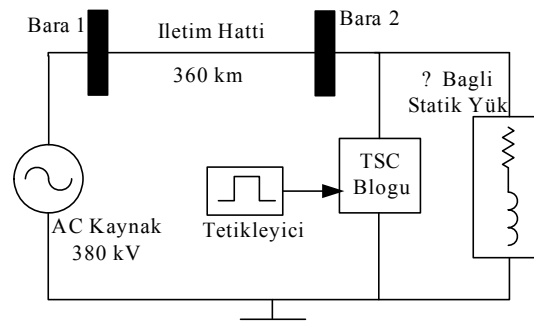 Bara 1
Iletim Hatti
Bara 2
360 km
? Bagli
Statik Yük
TSC
Blogu
Tetikleyici
AC Kaynak
380 kV